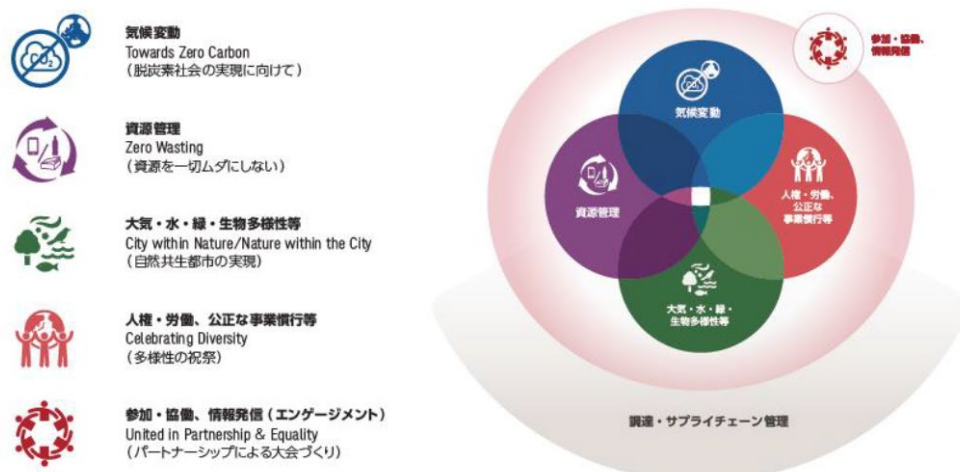 気候変動
Towards Zero Carbon
（脱炭素社会の実現に向けて）
資源管理
Zero Wasting
（資源を一切ムダにしない）
大気・水・緑・生物多様性等
City within Nature/Nature within the City
（自然共生都市の実現）
人権・労働、公正な事業慣行等
Celebrating Diversity
（多様性の祝祭）
参加・協働、情報発信（エンゲージメント）
United in Partnership & Equality
（パートナーシップによる大会づくり）
参加・協働、
情報発信
CO2
気候変動
資源管理
人権・労働、
公正な
事業慣行等
大気・水・緑・
生物多様性等
調達・サプライチェーン管理
CO2